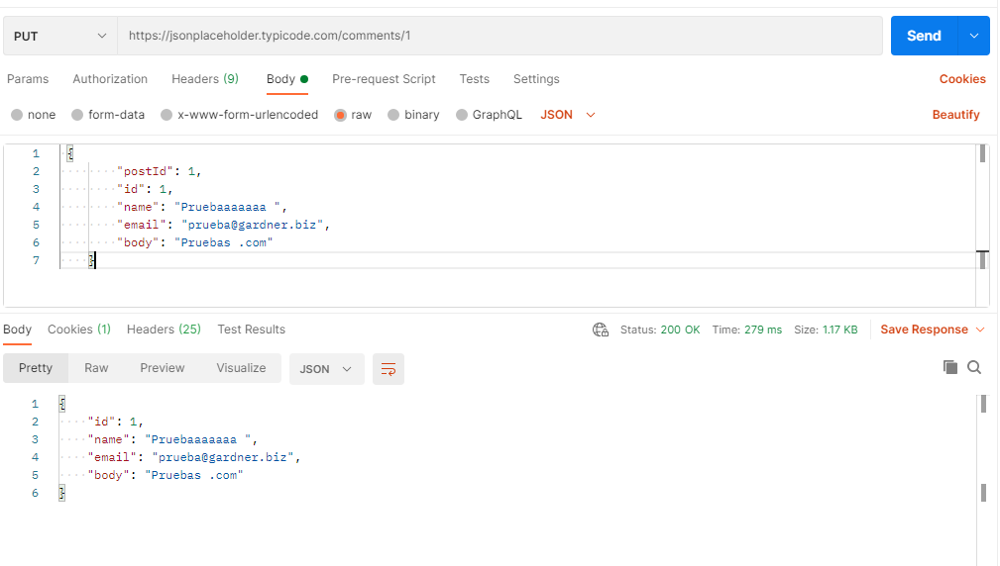 PUT https://jsonplaceholder.typicode.com/comments/1 Send
Params Authorization Headers (9) Body Pre-request Script Tests Settings Cookies
none form-data x-www-form-urlencoded raw binary GraphQL JSON Beautify
1 {
2 "postId": 1,
3 "id": 1,
4 "name": "Pruebaaaaaaa ",
5 "email": "prueba@gardner.biz",
6 "body": "Pruebas .com"
7 }
Body Cookies (1) Headers (25) Test Results Status: 200 OK Time: 279 ms Size: 1.17 KB Save Response
Pretty Raw Preview Visualize JSON
1 {
2 "id": 1,
3 "name": "Pruebaaaaaaa ",
4 "email": "prueba@gardner.biz",
5 "body": "Pruebas .com"
6 }